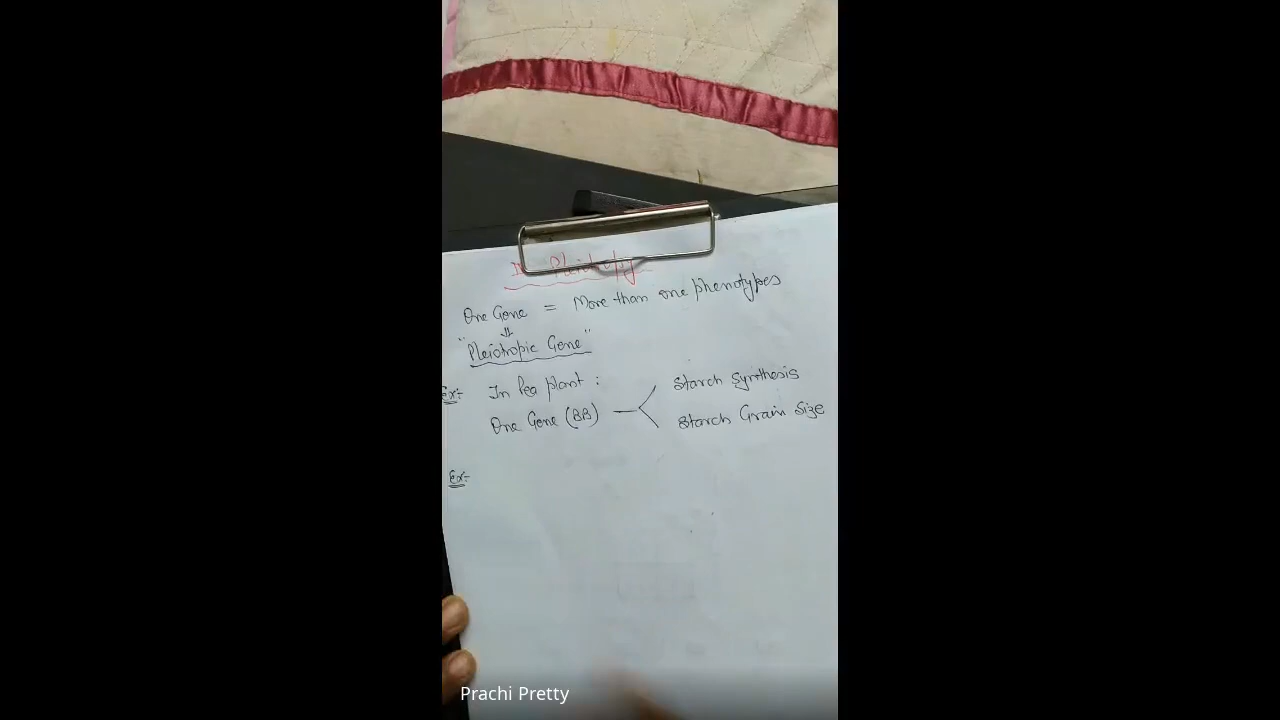 Pleiotropy
One Gene = More than one phenotypes
⇓
"Pleiotropic Gene"
Ex:- In Pea plant :
One Gene (BB) — < Starch Synthesis
Starch Grain Size
Ex:-
Prachi Pretty